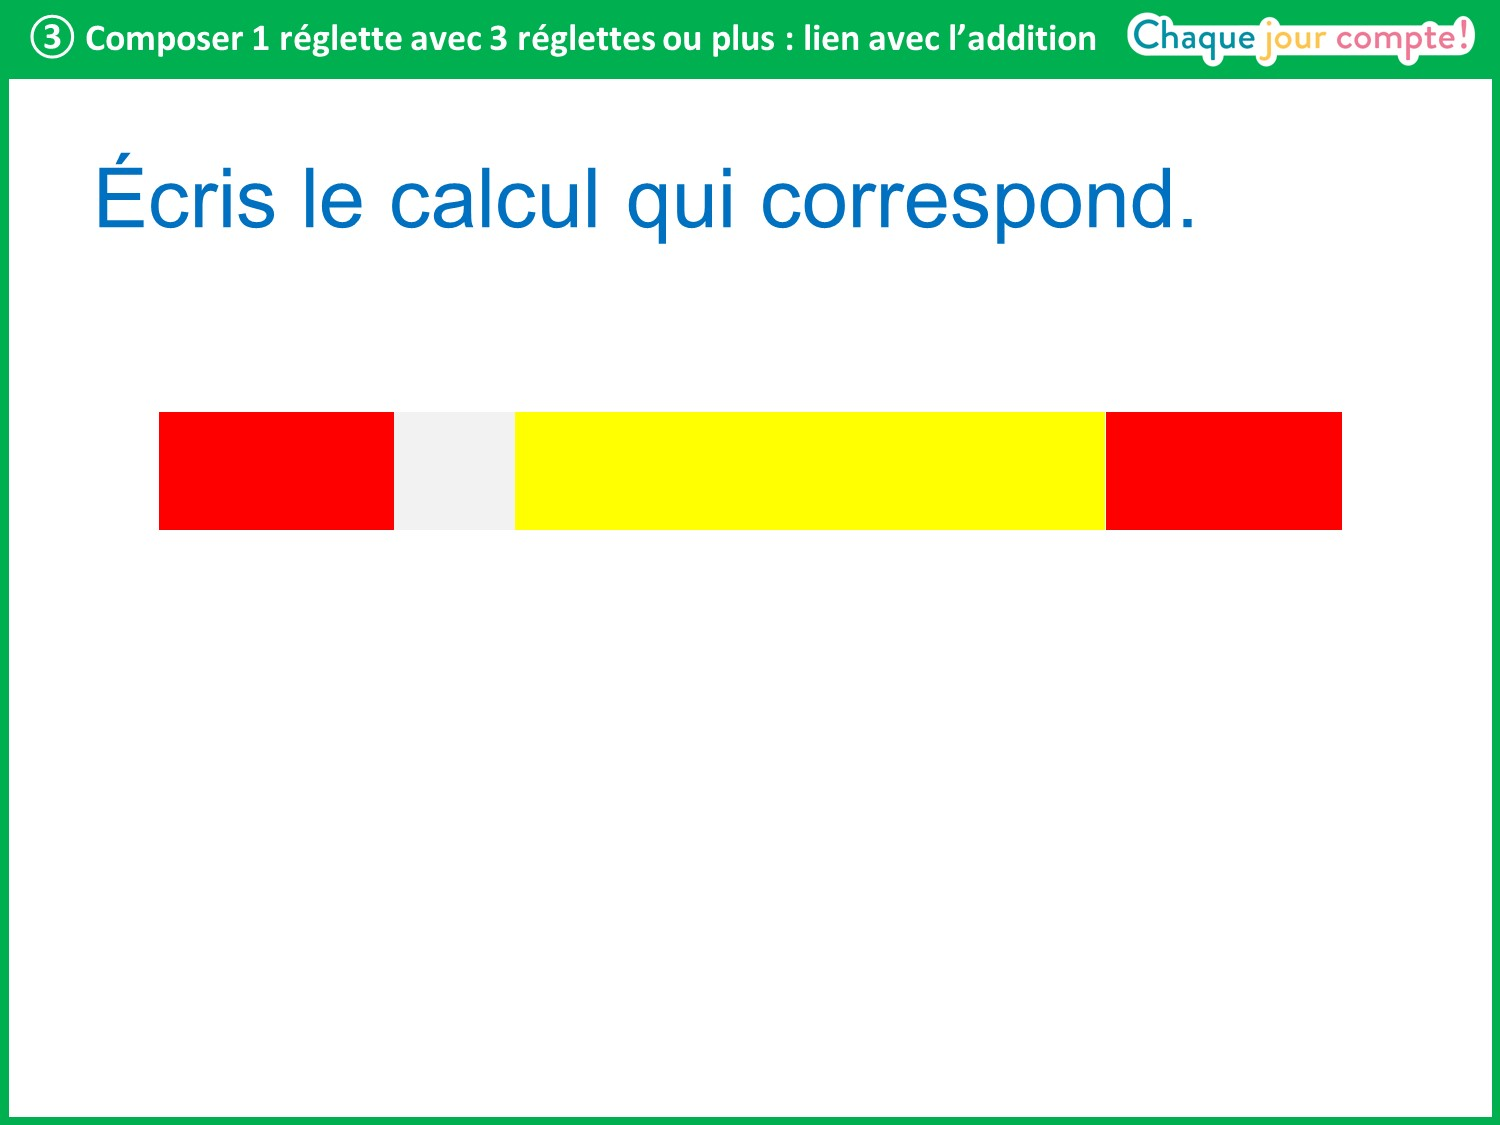 ③ Composer 1 réglette avec 3 réglettes ou plus : lien avec l’addition
Chaque jour compte!
Écris le calcul qui correspond.